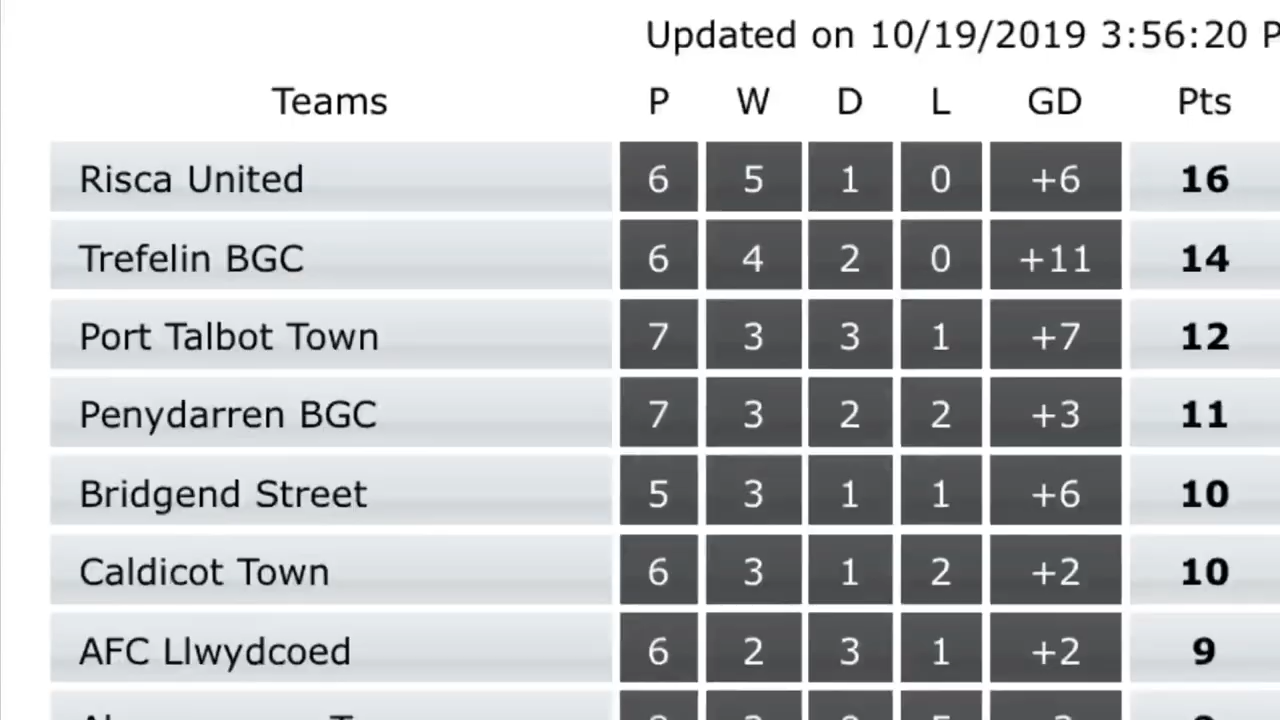 Updated on 10/19/2019 3:56:20 P
Teams P W D L GD Pts
Risca United 6 5 1 0 +6 16
Trefelin BGC 6 4 2 0 +11 14
Port Talbot Town 7 3 3 1 +7 12
Penydarren BGC 7 3 2 2 +3 11
Bridgend Street 5 3 1 1 +6 10
Caldicot Town 6 3 1 2 +2 10
AFC Llwydcoed 6 2 3 1 +2 9